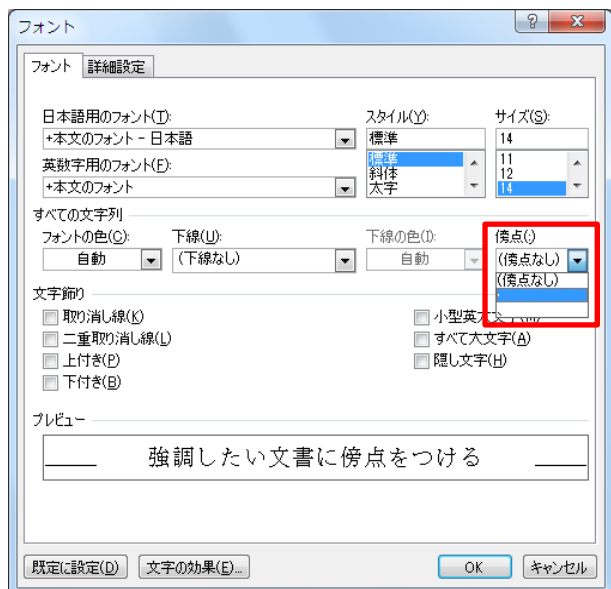 フォント
フォント 詳細設定
日本語用のフォント(T): スタイル(Y): サイズ(S):
+本文のフォント - 日本語 標準 14
英数字用のフォント(F): 標準 11
斜体 12
+本文のフォント 太字 14
すべての文字列
フォントの色(C): 下線(U): 下線の色(I): 傍点(:)
自動 (下線なし) 自動 (傍点なし)
(傍点なし)
文字飾り
取り消し線(K) 小型英大文字(M)
二重取り消し線(L) すべて大文字(A)
上付き(P) 隠し文字(H)
下付き(B)
プレビュー
強調したい文書に傍点をつける
既定に設定(D) 文字の効果(E)... OK キャンセル